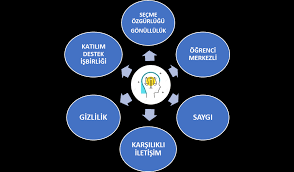 SEÇME
ÖZGÜRLÜĞÜ
GÖNÜLLÜLÜK
ÖĞRENCİ
MERKEZLİ
SAYGI
KARŞILIKLI
İLETİŞİM
GİZLİLİK
KATILIM
DESTEK
İŞBİRLİĞİ